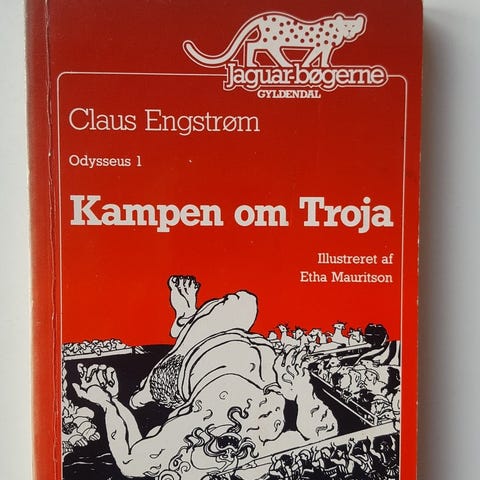 Jaguar-bøgerne
GYLDENDAL
Claus Engstrøm
Odysseus 1
Kampen om Troja
Illustreret af
Etha Mauritson